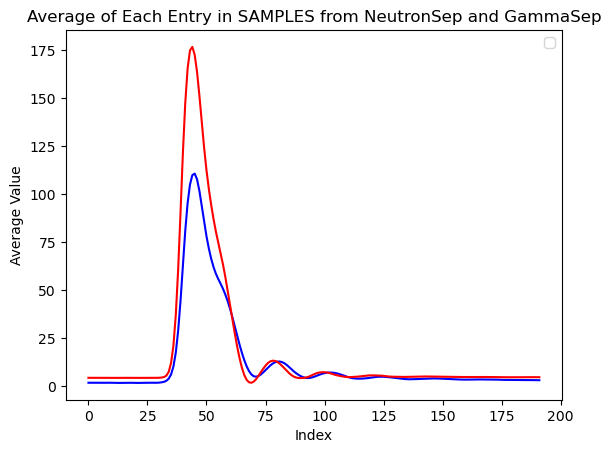 Average of Each Entry in SAMPLES from NeutronSep and GammaSep
175
150
125
100
75
50
25
0
Average Value
0 25 50 75 100 125 150 175 200
Index